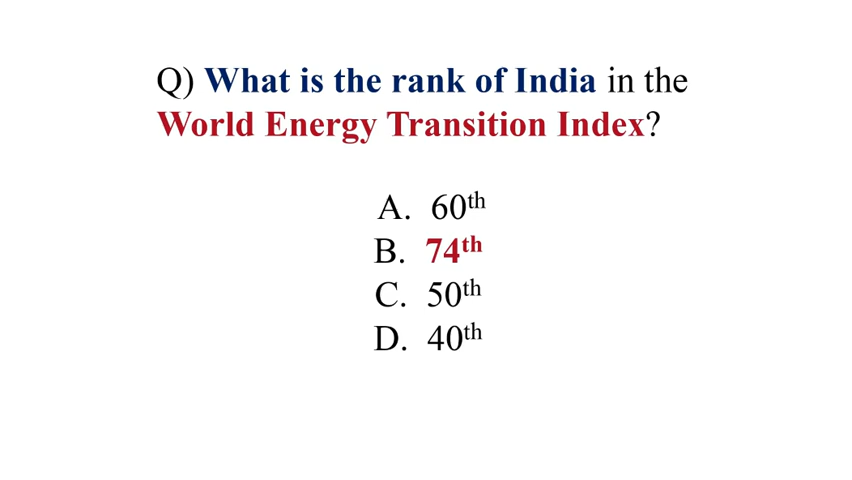 Q) What is the rank of India in the
World Energy Transition Index?
A. 60th
B. 74th
C. 50th
D. 40th